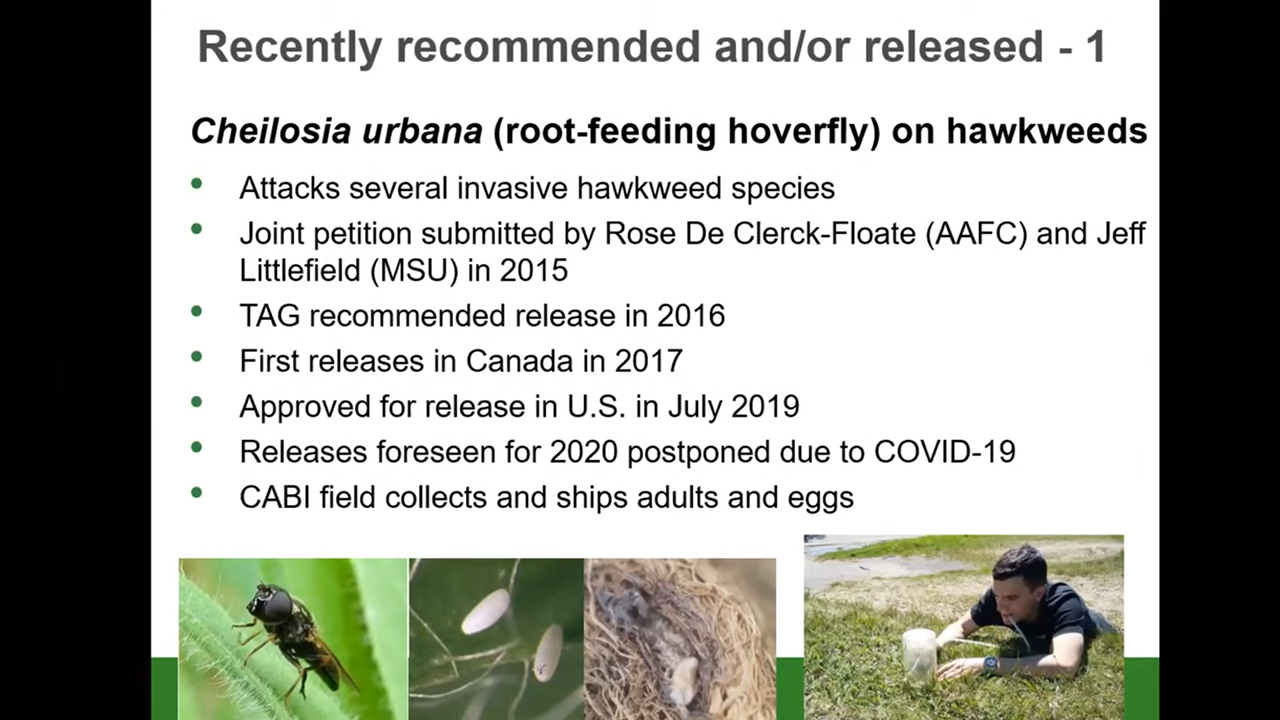 Recently recommended and/or released - 1
Cheilosia urbana (root-feeding hoverfly) on hawkweeds
• Attacks several invasive hawkweed species
• Joint petition submitted by Rose De Clerck-Floate (AAFC) and Jeff
Littlefield (MSU) in 2015
• TAG recommended release in 2016
• First releases in Canada in 2017
• Approved for release in U.S. in July 2019
• Releases foreseen for 2020 postponed due to COVID-19
• CABI field collects and ships adults and eggs